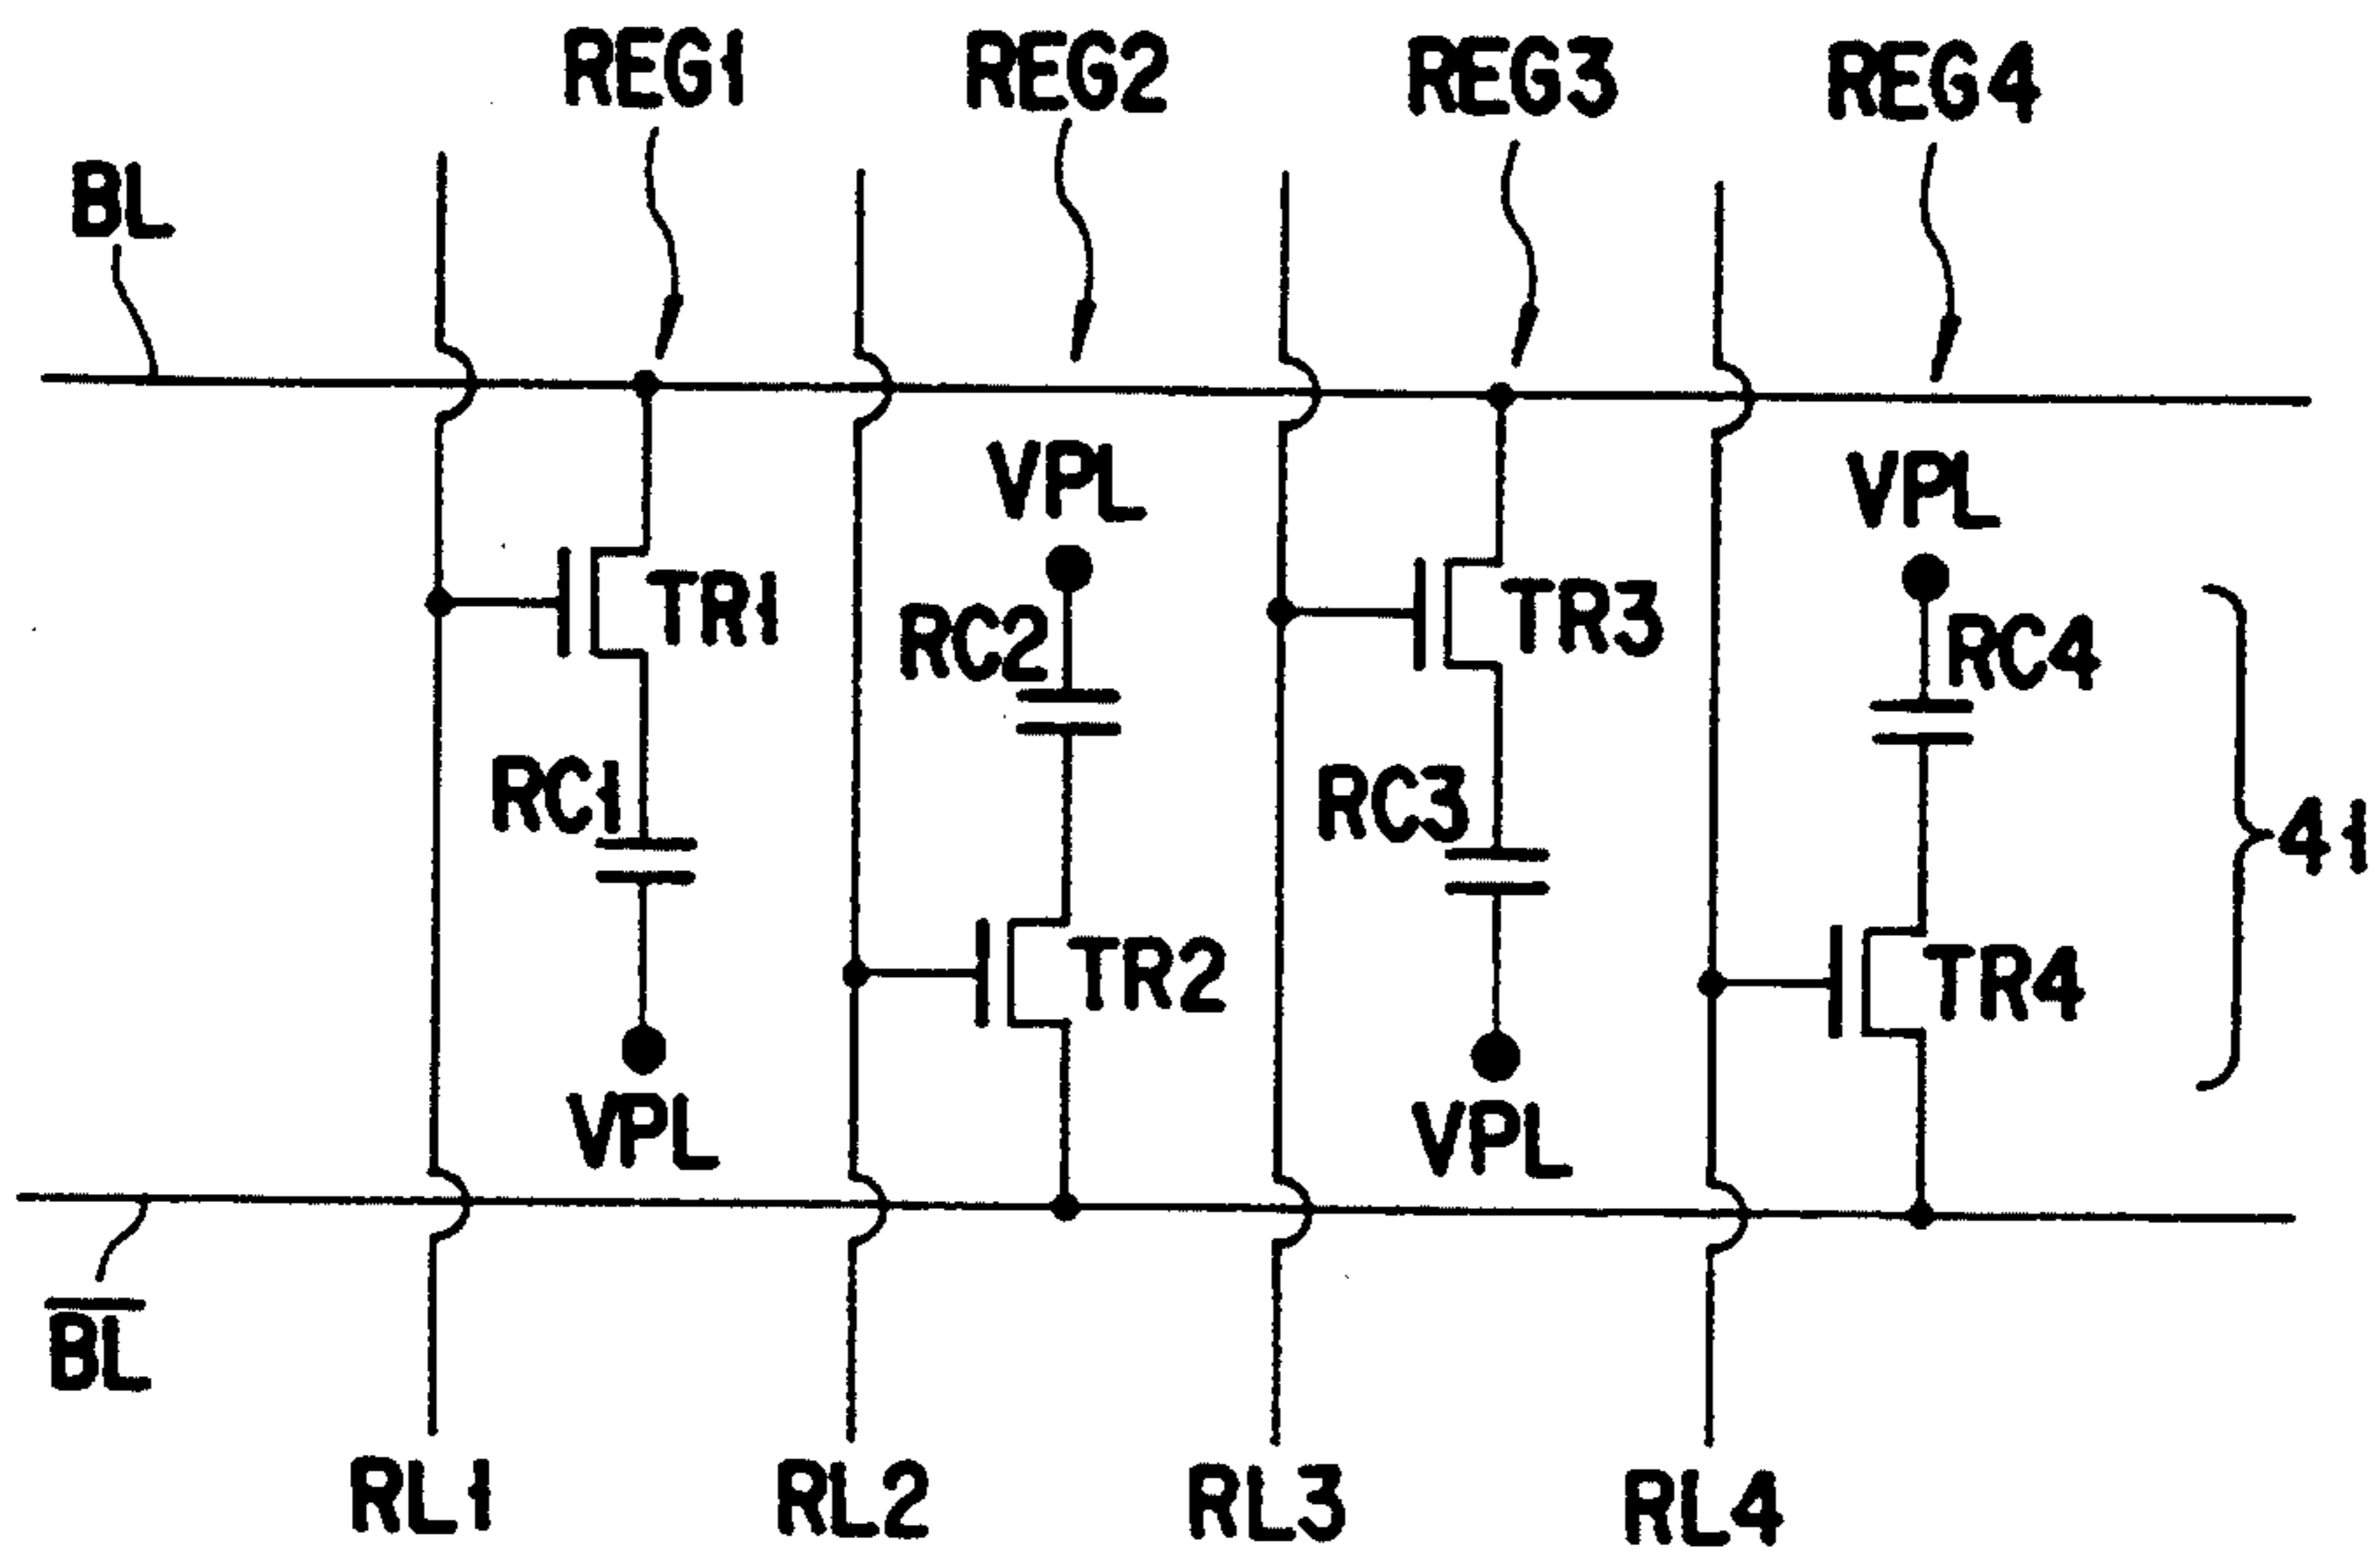 REG1 REG2 REG3 REG4
BL
VPL VPL
TR1 TR3
RC2 RC4
RC1 RC3
41
TR2 TR4
VPL VPL
B̅L̅
RL1 RL2 RL3 RL4